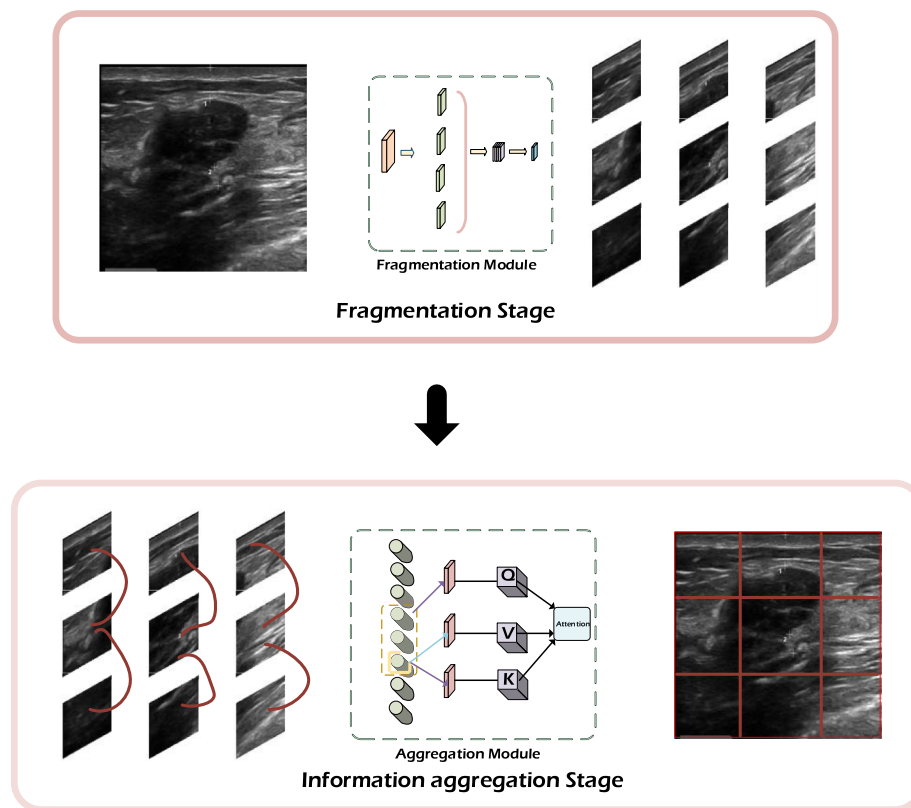 Fragmentation Module
Fragmentation Stage
Q
V
K
Attention
Aggregation Module
Information aggregation Stage